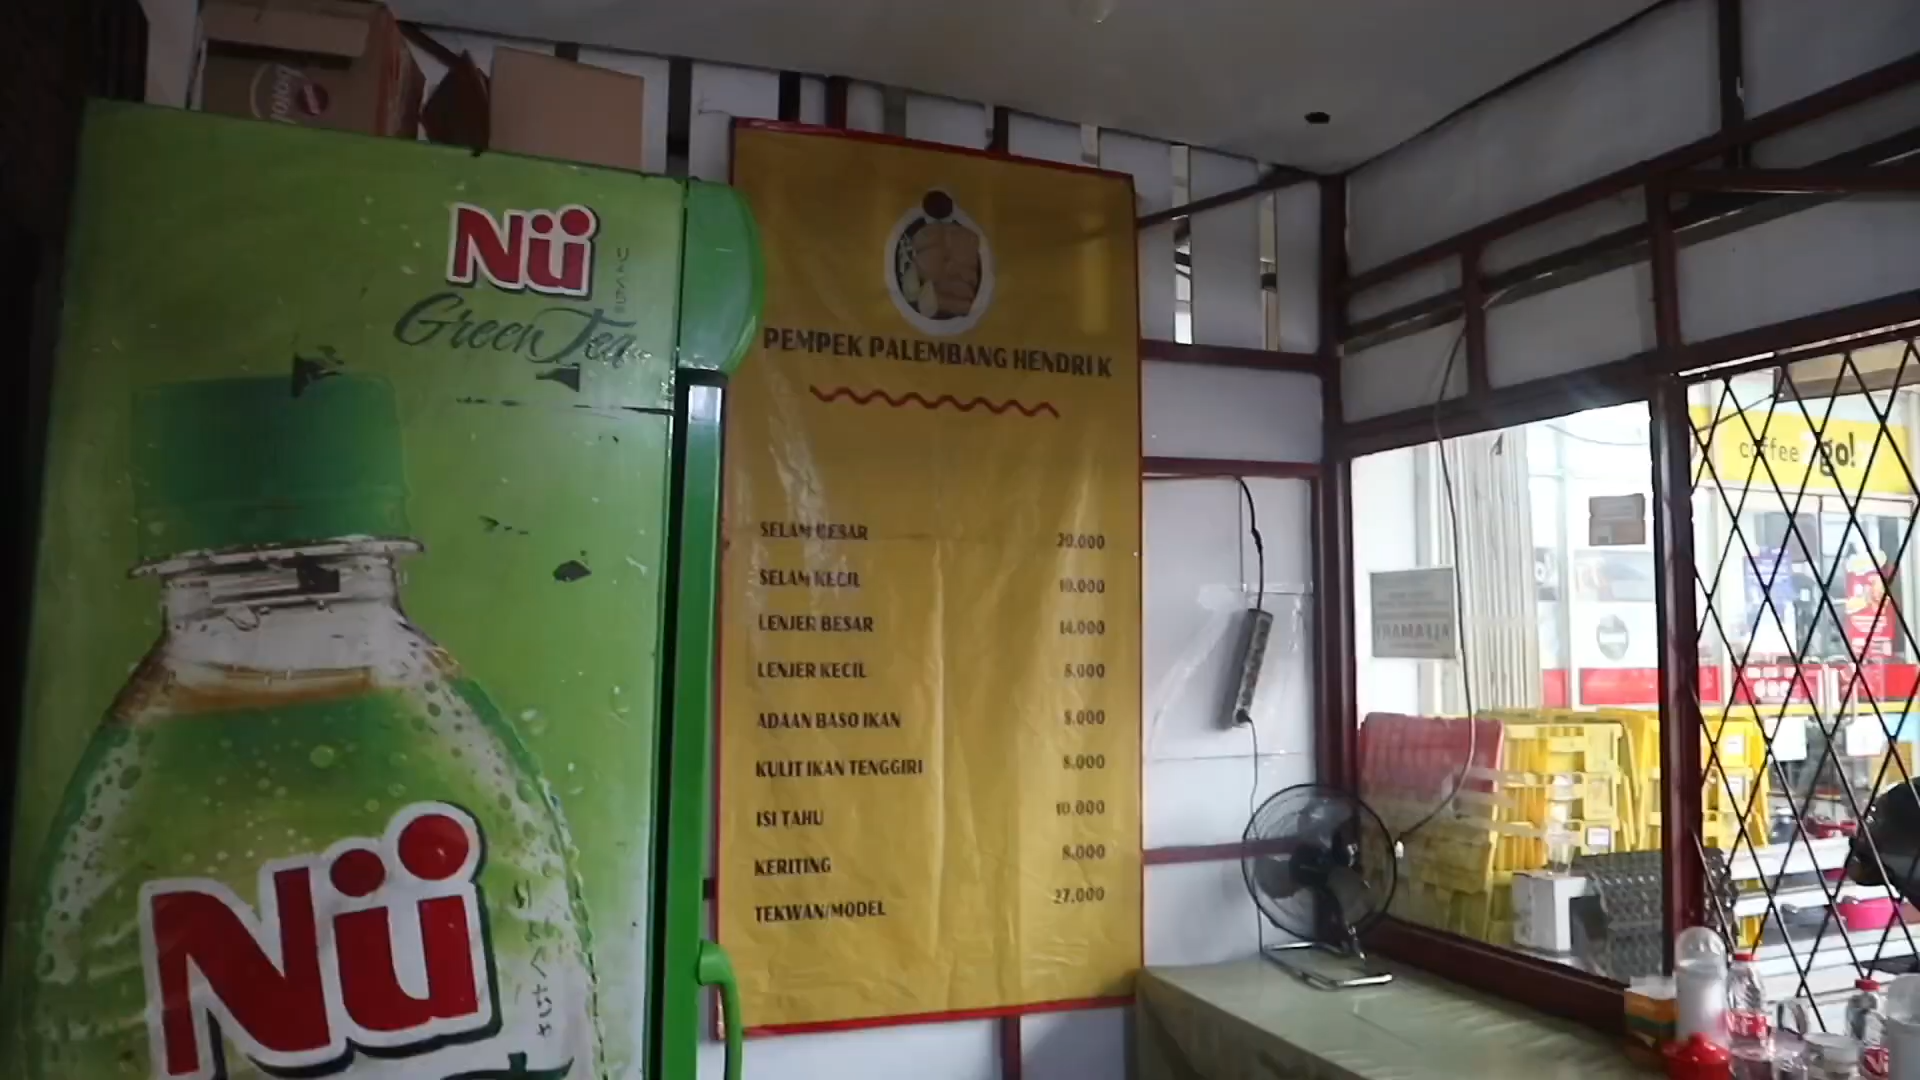 Nü
Green Tea
Nü
PEMPEK PALEMBANG HENDRI K
SELAM BESAR 20.000
SELAM KECIL 10.000
LENJER BESAR 14.000
LENJER KECIL 8.000
ADAAN BASO IKAN 8.000
KULIT IKAN TENGGIRI 8.000
ISI TAHU 10.000
KERITING 8.000
TEKWAN/MODEL 27.000
coffee go!